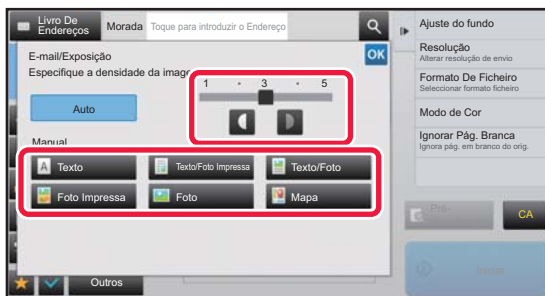 Livro De
Endereços
Morada
Toque para introduzir o Endereço
E-mail/Exposição
OK
Especifique a densidade da image
1 · 3 · 5
Auto
Manual
A Texto
Texto/Foto Impressa
Texto/Foto
Foto Impressa
Foto
Mapa
Outros
Ajuste do fundo
Resolução
Alterar resolução de envio
Formato De Ficheiro
Seleccionar formato ficheiro
Modo de Cor
Ignorar Pág. Branca
Ignora pág. em branco do orig.
CA